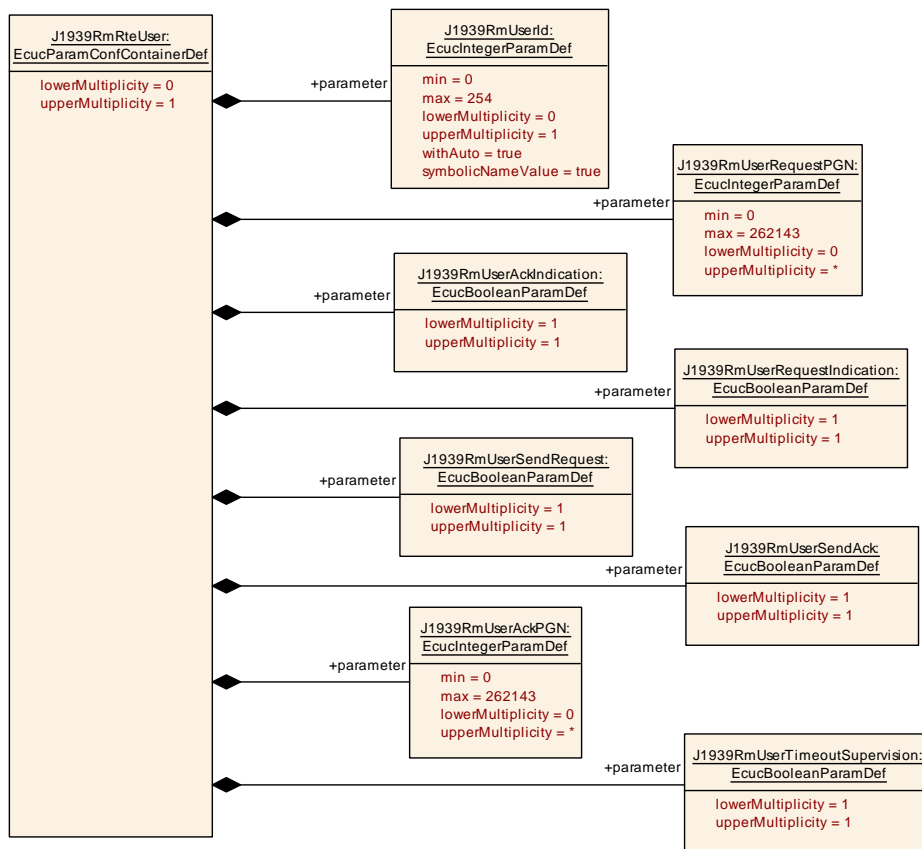 J1939RmRteUser:
EcucParamConfContainerDef
lowerMultiplicity = 0
upperMultiplicity = 1
+parameter
J1939RmUserId:
EcucIntegerParamDef
min = 0
max = 254
lowerMultiplicity = 0
upperMultiplicity = 1
withAuto = true
symbolicNameValue = true
+parameter
J1939RmUserRequestPGN:
EcucIntegerParamDef
min = 0
max = 262143
lowerMultiplicity = 0
upperMultiplicity = *
+parameter
J1939RmUserAckIndication:
EcucBooleanParamDef
lowerMultiplicity = 1
upperMultiplicity = 1
+parameter
J1939RmUserRequestIndication:
EcucBooleanParamDef
lowerMultiplicity = 1
upperMultiplicity = 1
+parameter
J1939RmUserSendRequest:
EcucBooleanParamDef
lowerMultiplicity = 1
upperMultiplicity = 1
+parameter
J1939RmUserSendAck:
EcucBooleanParamDef
lowerMultiplicity = 1
upperMultiplicity = 1
+parameter
J1939RmUserAckPGN:
EcucIntegerParamDef
min = 0
max = 262143
lowerMultiplicity = 0
upperMultiplicity = *
+parameter
J1939RmUserTimeoutSupervision:
EcucBooleanParamDef
lowerMultiplicity = 1
upperMultiplicity = 1